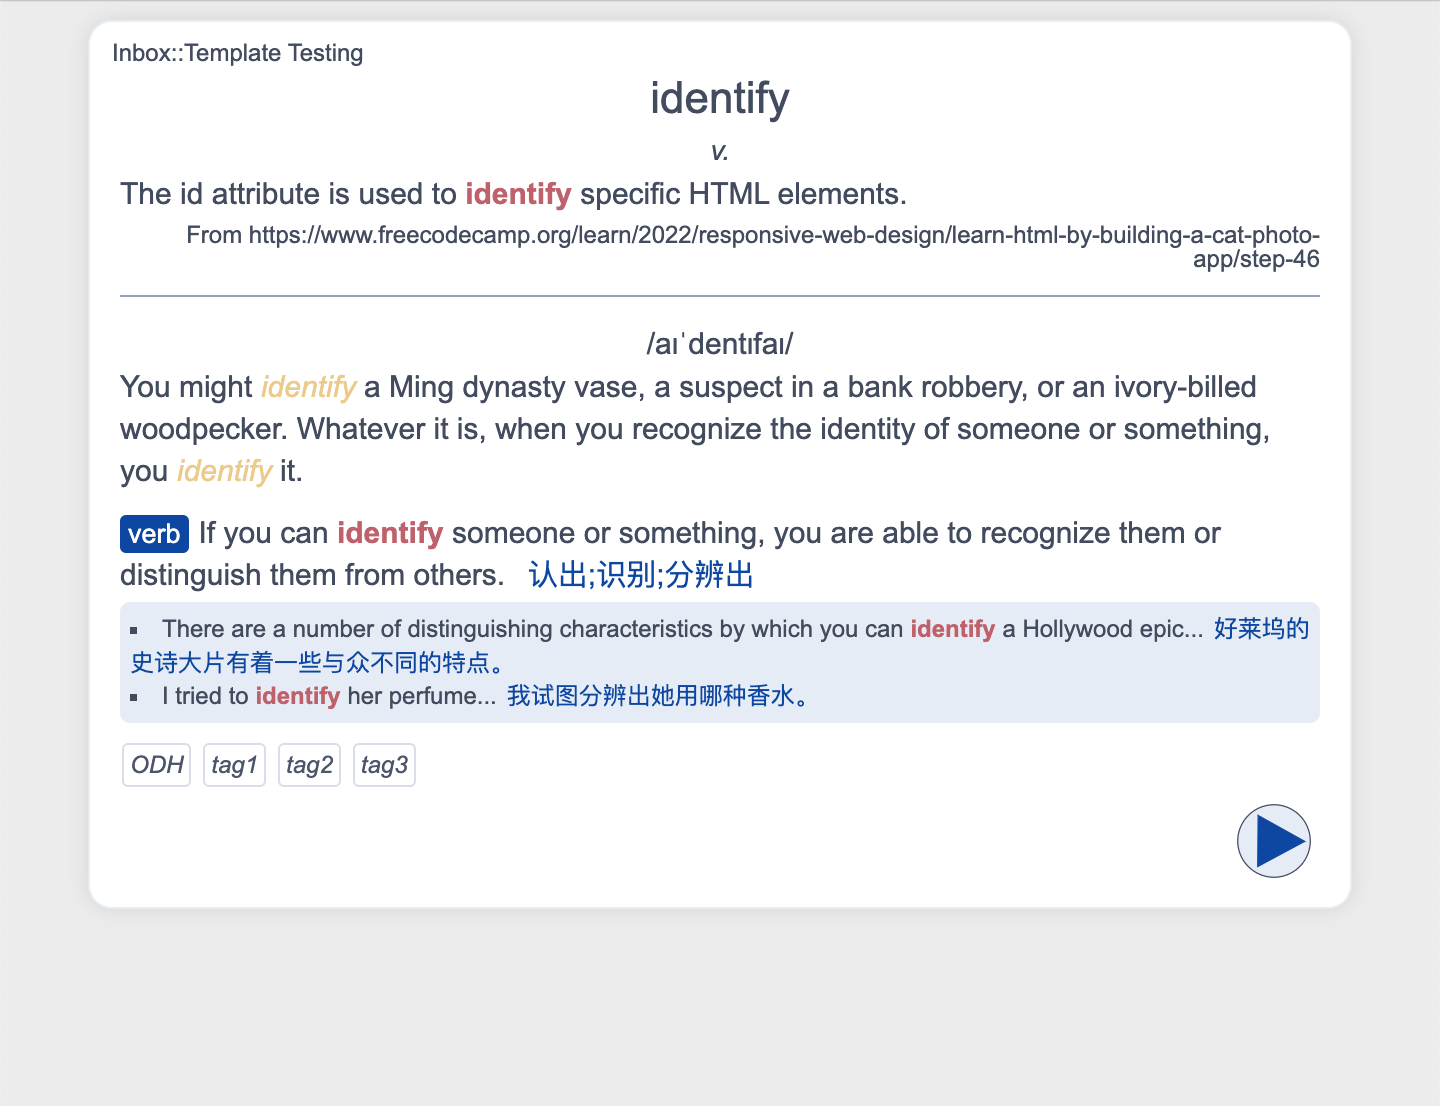 Inbox::Template Testing
identify
v.
The id attribute is used to identify specific HTML elements.
From https://www.freecodecamp.org/learn/2022/responsive-web-design/learn-html-by-building-a-cat-photo-
app/step-46
/aɪˈdentɪfaɪ/
You might identify a Ming dynasty vase, a suspect in a bank robbery, or an ivory-billed
woodpecker. Whatever it is, when you recognize the identity of someone or something,
you identify it.
verb If you can identify someone or something, you are able to recognize them or
distinguish them from others. 认出;识别;分辨出
▪ There are a number of distinguishing characteristics by which you can identify a Hollywood epic... 好莱坞的
史诗大片有着一些与众不同的特点。
▪ I tried to identify her perfume... 我试图分辨出她用哪种香水。
ODH tag1 tag2 tag3